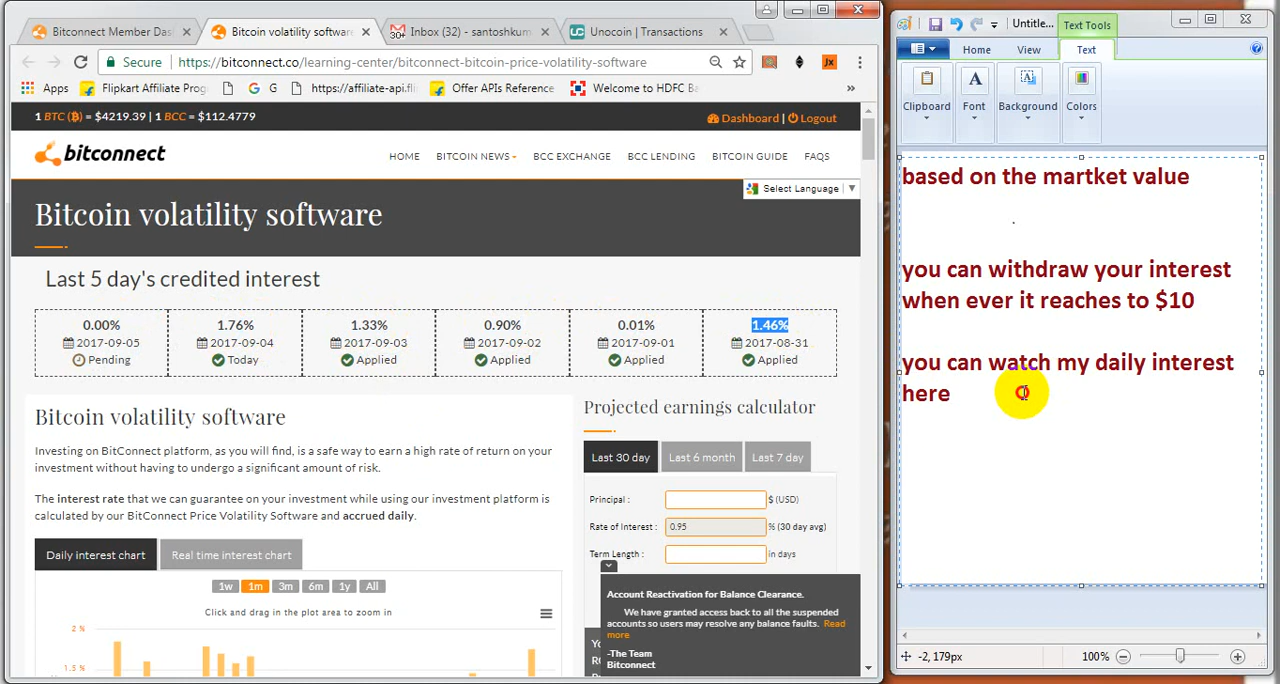 Bitconnect Member Das
Bitcoin volatility software
Inbox (32) - santoshkum
Unocoin | Transactions
Secure
https://bitconnect.co/learning-center/bitconnect-bitcoin-price-volatility-software
Apps
Flipkart Affiliate Prog
https://affiliate.api.fli
Offer APIs Reference
Welcome to HDFC Ba
1 BTC (฿) = $4219.39 | 1 BCC = $112.4779
Dashboard | Logout
bitconnect
HOME BITCOIN NEWS BCC EXCHANGE BCC LENDING BITCOIN GUIDE FAQS
Select Language
Bitcoin volatility software
Last 5 day's credited interest
0.00% 1.76% 1.33% 0.90% 0.01% 1.46%
2017-09-05 2017-09-04 2017-09-03 2017-09-02 2017-09-01 2017-08-31
Pending Today Applied Applied Applied Applied
Bitcoin volatility software
Investing on BitConnect platform, as you will find, is a safe way to earn a high rate of return on your
investment without having to undergo a significant amount of risk.
The interest rate that we can guarantee on your investment while using our investment platform is
calculated by our BitConnect Price Volatility Software and accrued daily.
Daily interest chart Real time interest chart
1w 1m 3m 6m 1y All
Click and drag in the plot area to zoom in
2 %
1.5 %
Projected earnings calculator
Last 30 day Last 6 month Last 7 day
Principal : $ (USD)
Rate of Interest : 0.95 % (30 day avg)
Term Length : in days
Account Reactivation for Balance Clearance.
We have granted access back to all the suspended
accounts so users may resolve any balance faults. Read
more
-The Team
Bitconnect
Untitle...
Text Tools
Home View Text
Clipboard Font Background Colors
based on the martket value
you can withdraw your interest
when ever it reaches to $10
you can watch my daily interest
here
-2, 179px
100%